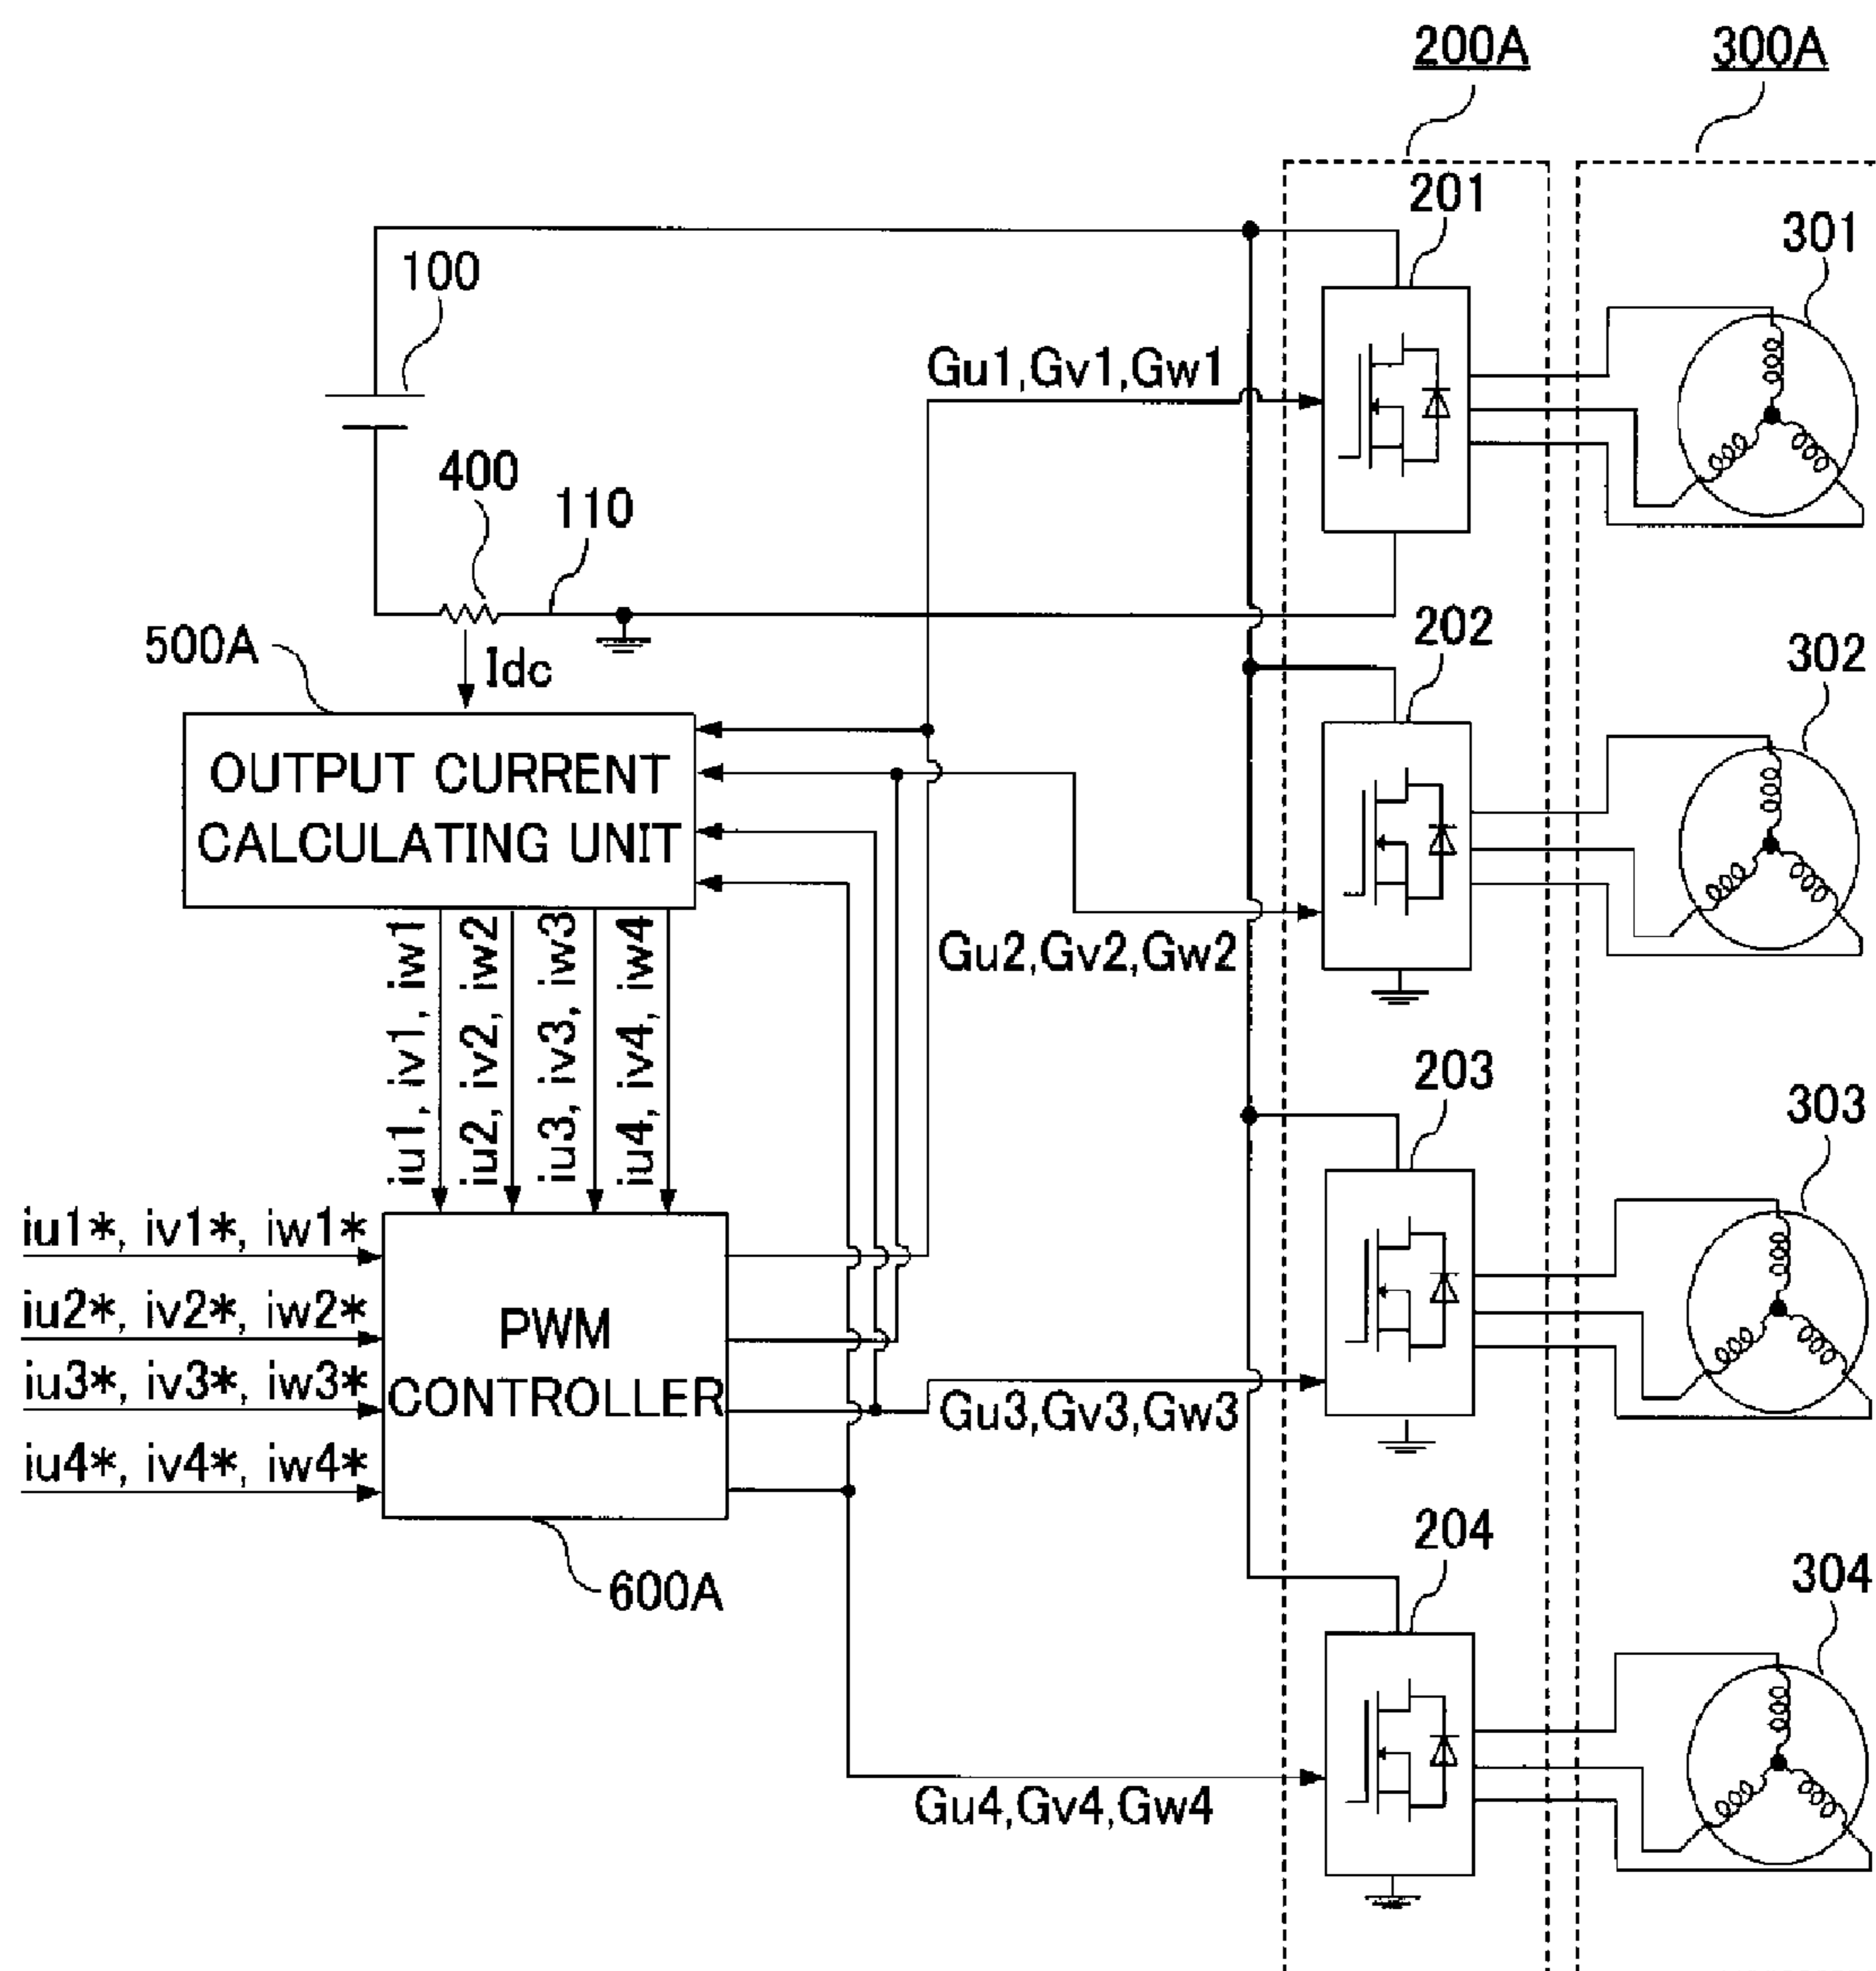 200A
300A
201
301
100
Gu1,Gv1,Gw1
400
110
202
302
500A
Idc
OUTPUT CURRENT
CALCULATING UNIT
Gu2,Gv2,Gw2
iu1, iv1, iw1
iu2, iv2, iw2
iu3, iv3, iw3
iu4, iv4, iw4
203
303
iu1*, iv1*, iw1*
iu2*, iv2*, iw2*
iu3*, iv3*, iw3*
iu4*, iv4*, iw4*
PWM
CONTROLLER
Gu3,Gv3,Gw3
204
304
600A
Gu4,Gv4,Gw4